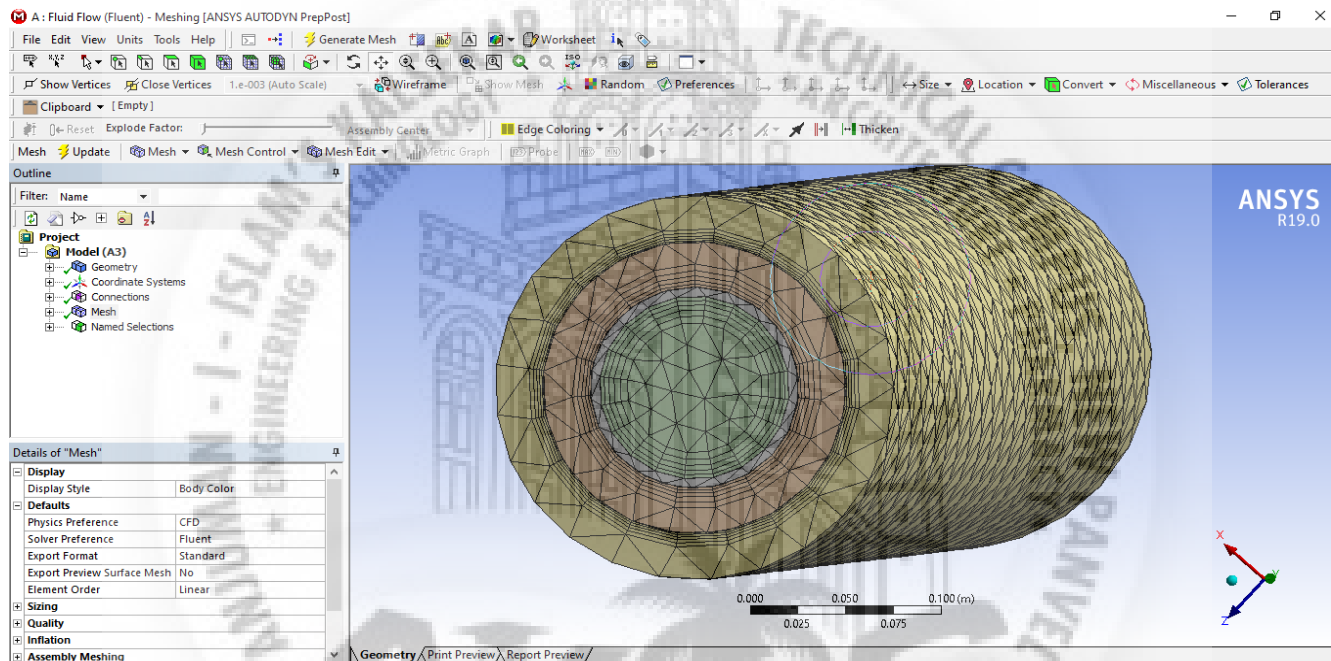 A : Fluid Flow (Fluent) - Meshing [ANSYS AUTODYN PrepPost]
File Edit View Units Tools Help Generate Mesh Worksheet
Show Vertices Close Vertices 1.e-003 (Auto Scale) Wireframe Show Mesh Random Preferences Size Location Convert Miscellaneous Tolerances
Clipboard [Empty]
Reset Explode Factor: Assembly Center Edge Coloring Thicken
Mesh Update Mesh Mesh Control Mesh Edit Metric Graph Probe
Outline
Filter: Name
Project
Model (A3)
Geometry
Coordinate Systems
Connections
Mesh
Named Selections
Details of "Mesh"
Display
Display Style Body Color
Defaults
Physics Preference CFD
Solver Preference Fluent
Export Format Standard
Export Preview Surface Mesh No
Element Order Linear
Sizing
Quality
Inflation
Assembly Meshing
ANSYS
R19.0
0.000 0.050 0.100 (m)
0.025 0.075
X
Y
Z
Geometry Print Preview Report Preview